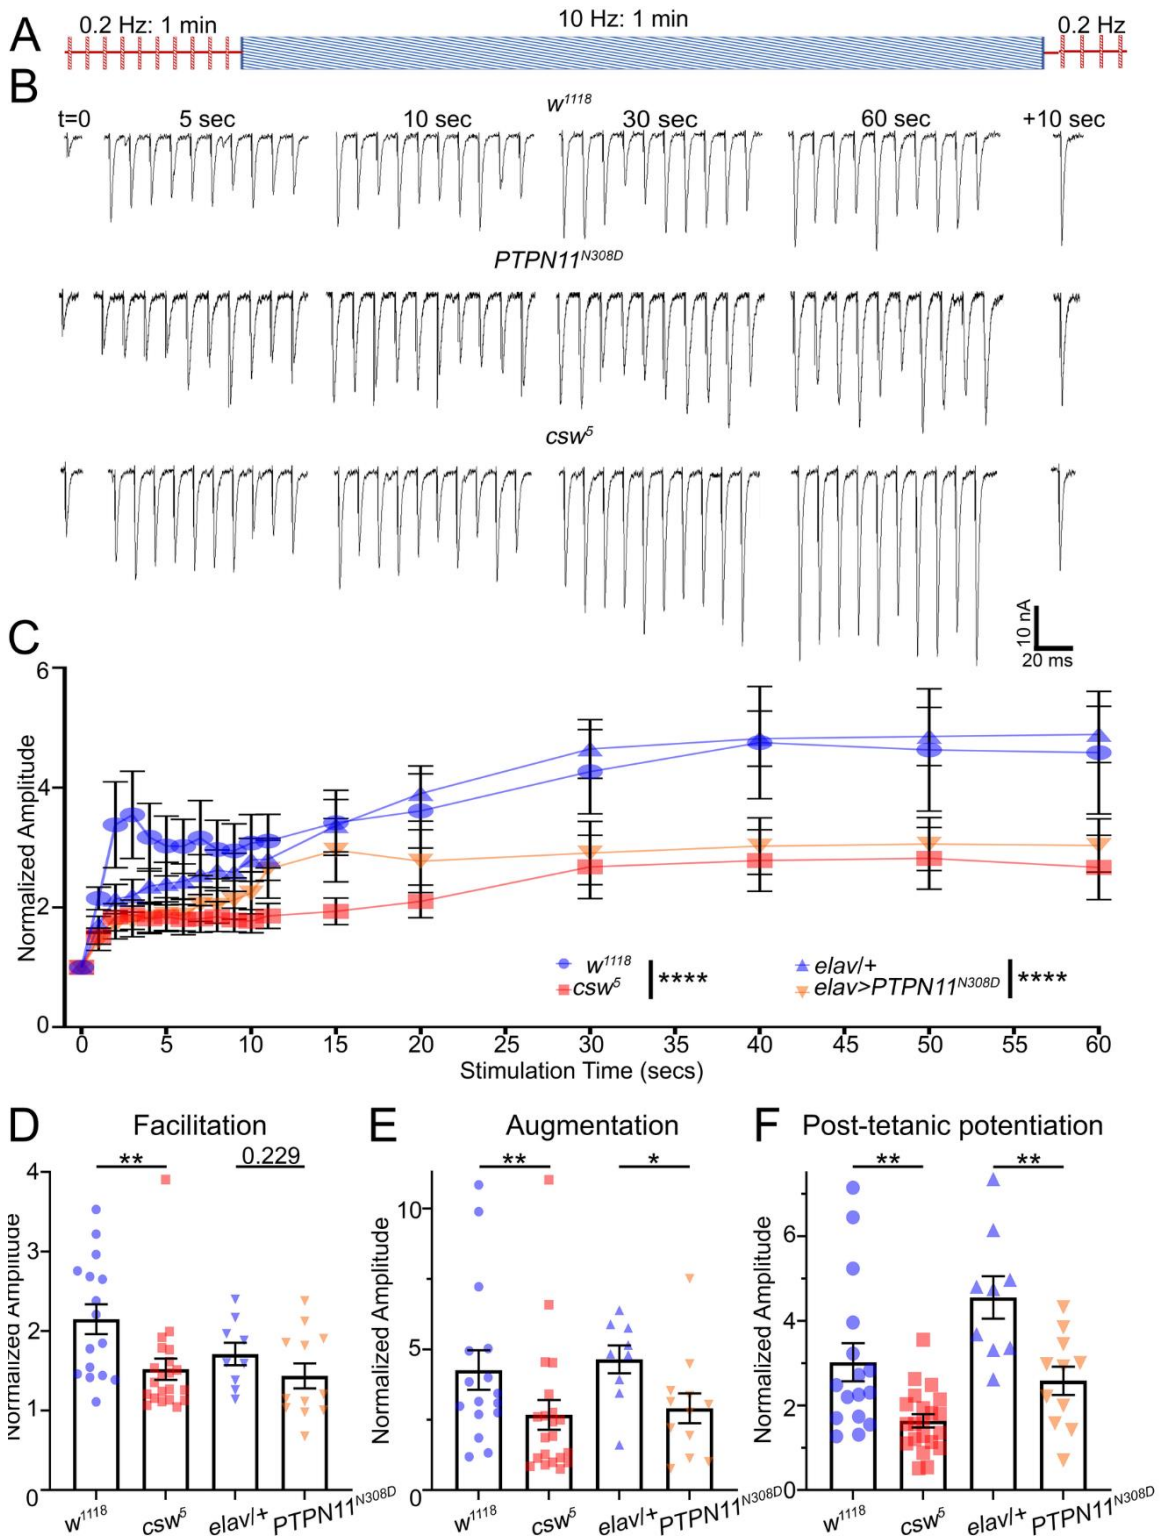 A
0.2 Hz: 1 min
10 Hz: 1 min
0.2 Hz
B
w1118
t=0
5 sec
10 sec
30 sec
60 sec
+10 sec
PTPN11N308D
csw5
10 nA
20 ms
C
Normalized Amplitude
6
4
2
0
w1118
csw5
****
elav/+
elav>PTPN11N308D
****
0 5 10 15 20 25 30 35 40 45 50 55 60
Stimulation Time (secs)
D
Facilitation
**
0.229
Normalized Amplitude
4
3
2
1
0
w1118
csw5
elav/+
PTPN11N308D
E
Augmentation
**
*
Normalized Amplitude
10
5
0
w1118
csw5
elav/+
PTPN11N308D
F
Post-tetanic potentiation
**
**
Normalized Amplitude
6
4
2
0
w1118
csw5
elav/+
PTPN11N308D